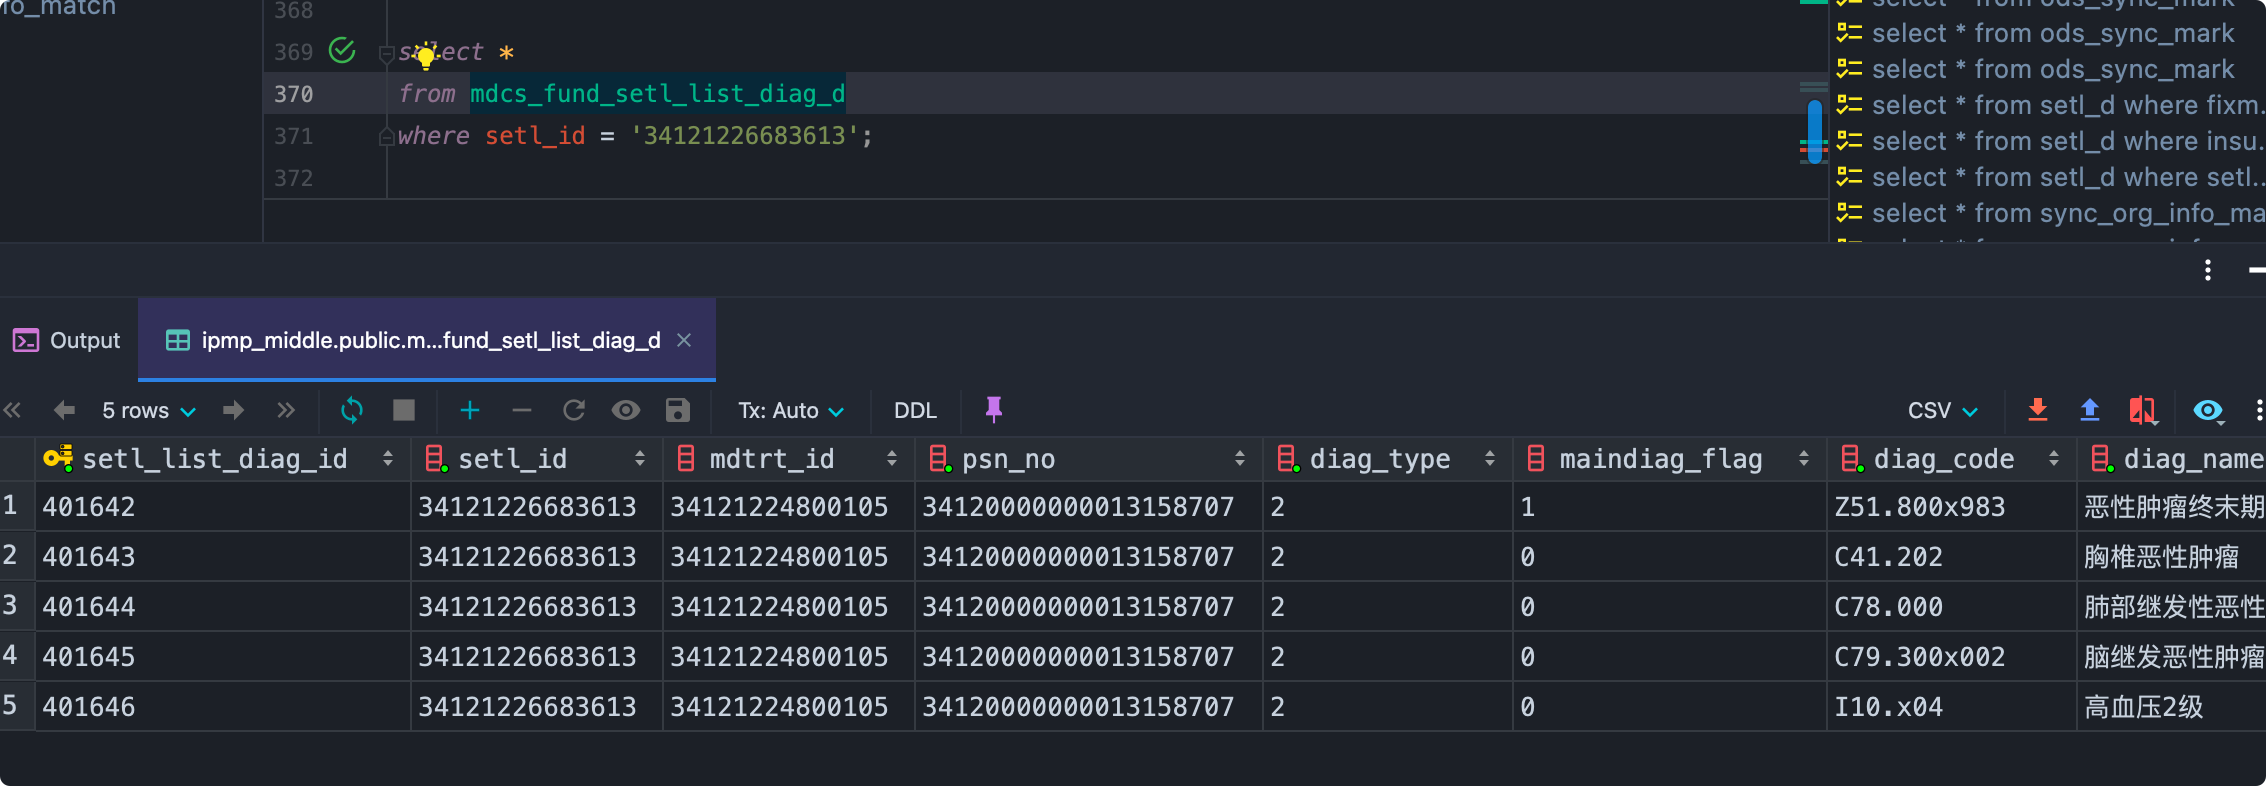 fo_match
368
369 select *
370 from mdcs_fund_setl_list_diag_d
371 where setl_id = '34121226683613';
372
select * from ods_sync_mark
select * from ods_sync_mark
select * from ods_sync_mark
select * from setl_d where fixm...
select * from setl_d where insu...
select * from setl_d where setl...
select * from sync_org_info_ma
Output
ipmp_middle.public.m...fund_setl_list_diag_d
5 rows
Tx: Auto
DDL
CSV
setl_list_diag_id setl_id mdtrt_id psn_no diag_type maindiag_flag diag_code diag_name
1 401642 34121226683613 34121224800105 34120000000013158707 2 1 Z51.800x983 恶性肿瘤终末期
2 401643 34121226683613 34121224800105 34120000000013158707 2 0 C41.202 胸椎恶性肿瘤
3 401644 34121226683613 34121224800105 34120000000013158707 2 0 C78.000 肺部继发性恶性
4 401645 34121226683613 34121224800105 34120000000013158707 2 0 C79.300x002 脑继发恶性肿瘤
5 401646 34121226683613 34121224800105 34120000000013158707 2 0 I10.x04 高血压2级